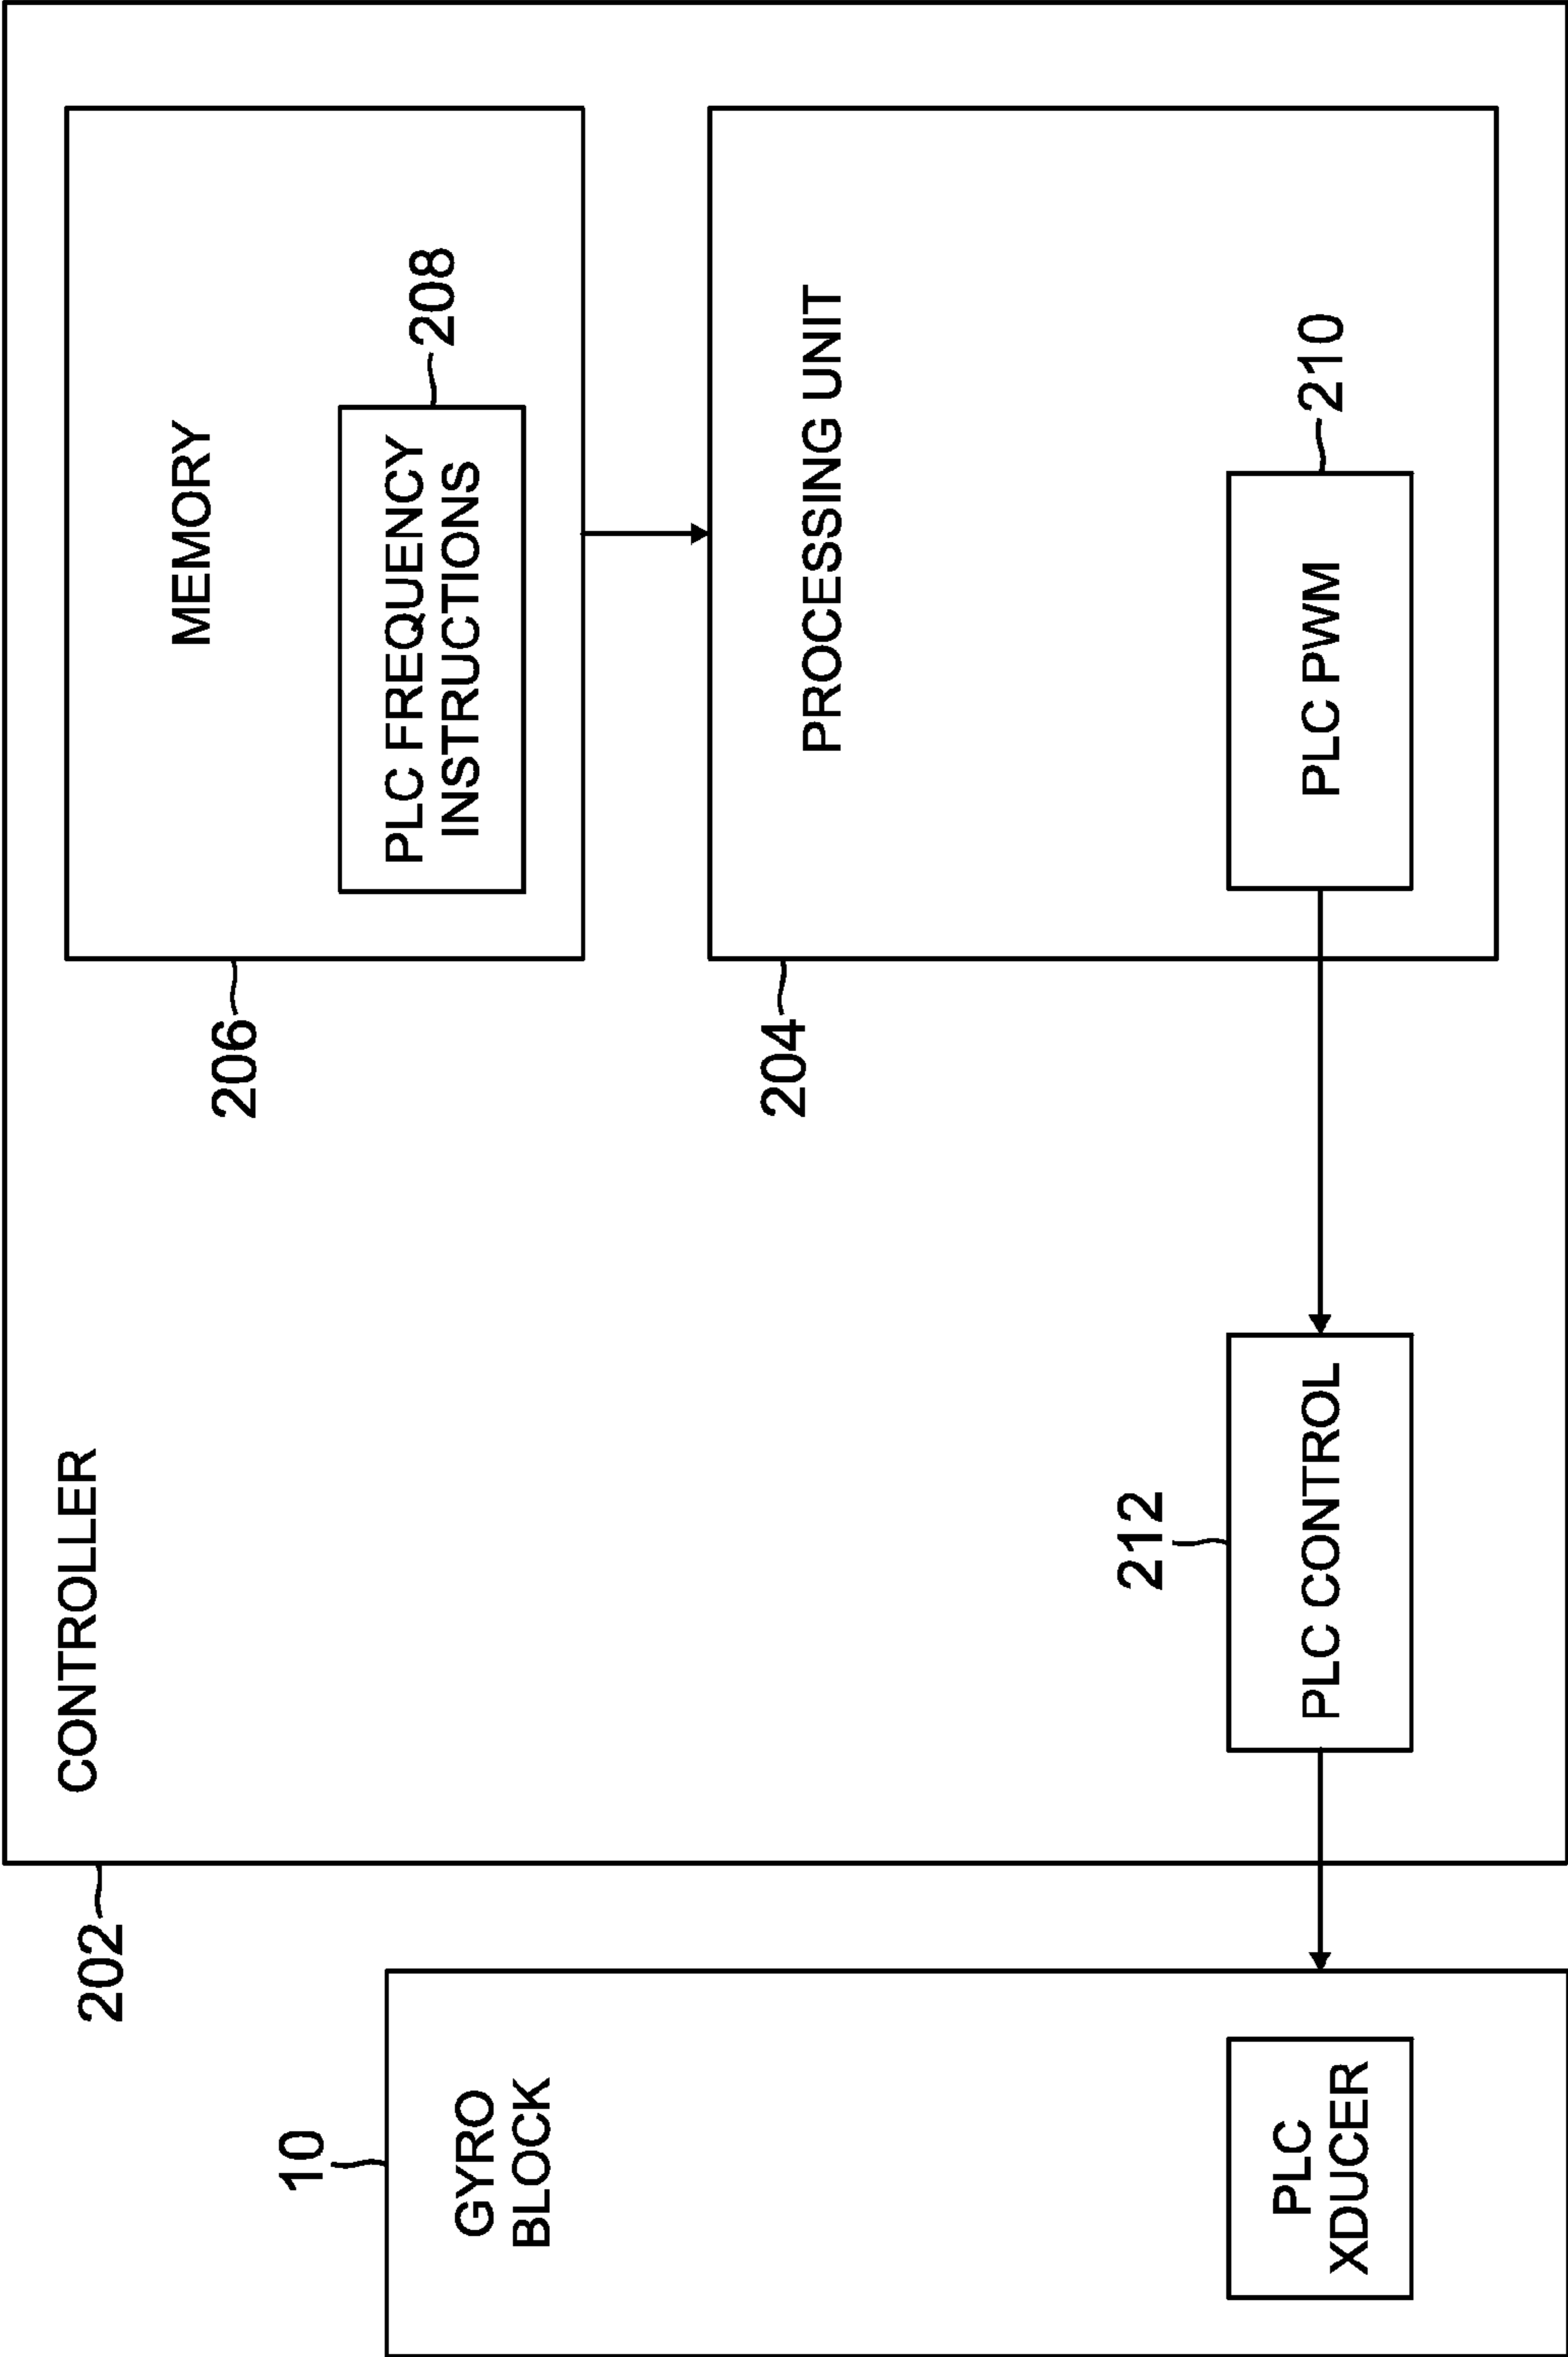 202
CONTROLLER
206
MEMORY
PLC FREQUENCY
INSTRUCTIONS
208
10
GYRO
BLOCK
204
PROCESSING UNIT
212
PLC
XDUCER
PLC CONTROL
PLC PWM
210